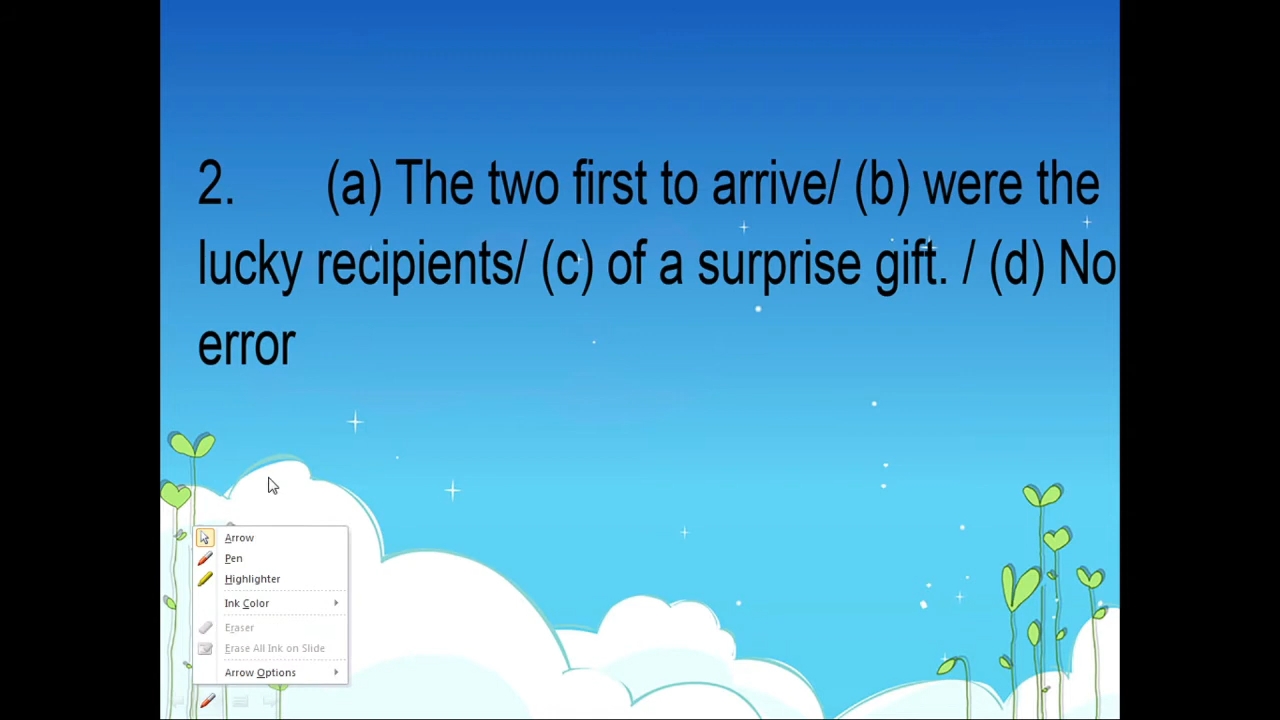 2. (a) The two first to arrive/ (b) were the
lucky recipients/ (c) of a surprise gift. / (d) No
error
Arrow
Pen
Highlighter
Ink Color
Eraser
Erase All Ink on Slide
Arrow Options